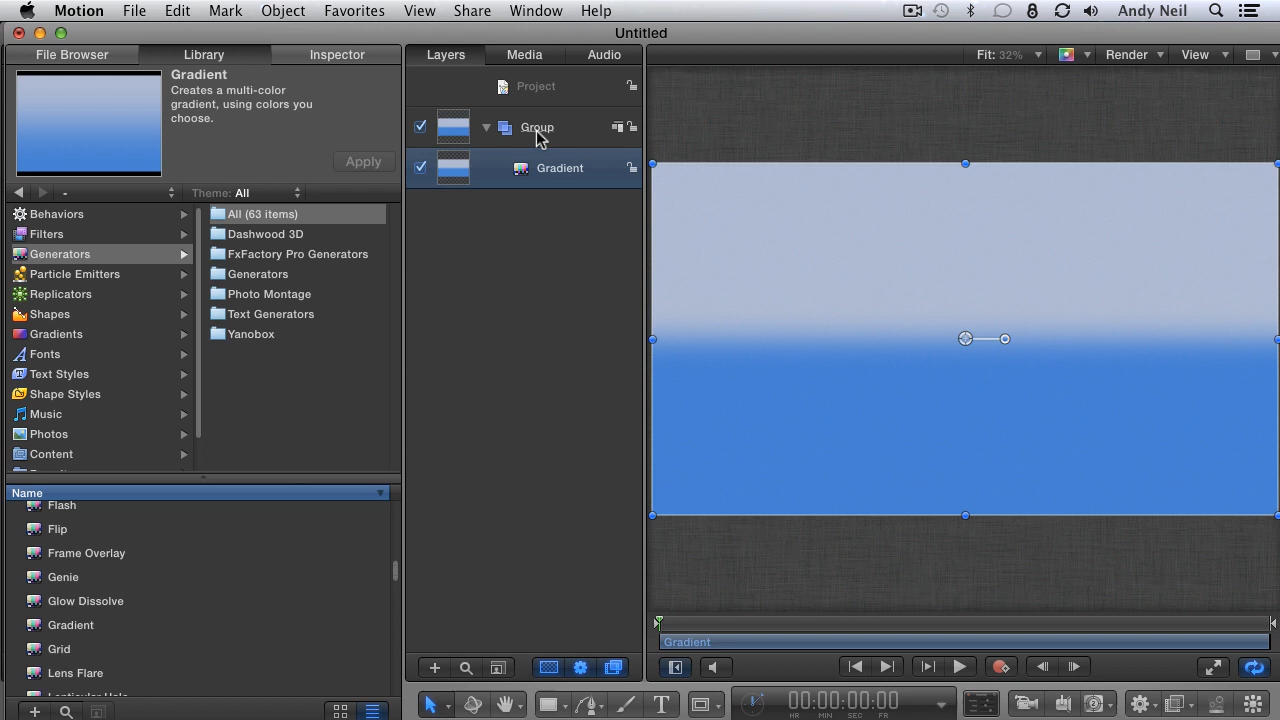 Motion File Edit Mark Object Favorites View Share Window Help Andy Neil
Untitled
File Browser Library Inspector
Layers Media Audio
Fit: 32% Render View
Gradient
Creates a multi-color
gradient, using colors you
choose.
Apply
- Theme: All
Behaviors
Filters
Generators
Particle Emitters
Replicators
Shapes
Gradients
Fonts
Text Styles
Shape Styles
Music
Photos
Content
All (63 items)
Dashwood 3D
FxFactory Pro Generators
Generators
Photo Montage
Text Generators
Yanobox
Name
Flash
Flip
Frame Overlay
Genie
Glow Dissolve
Gradient
Grid
Lens Flare
Project
Group
Gradient
Gradient
00:00:00:00
HR MIN SEC FR